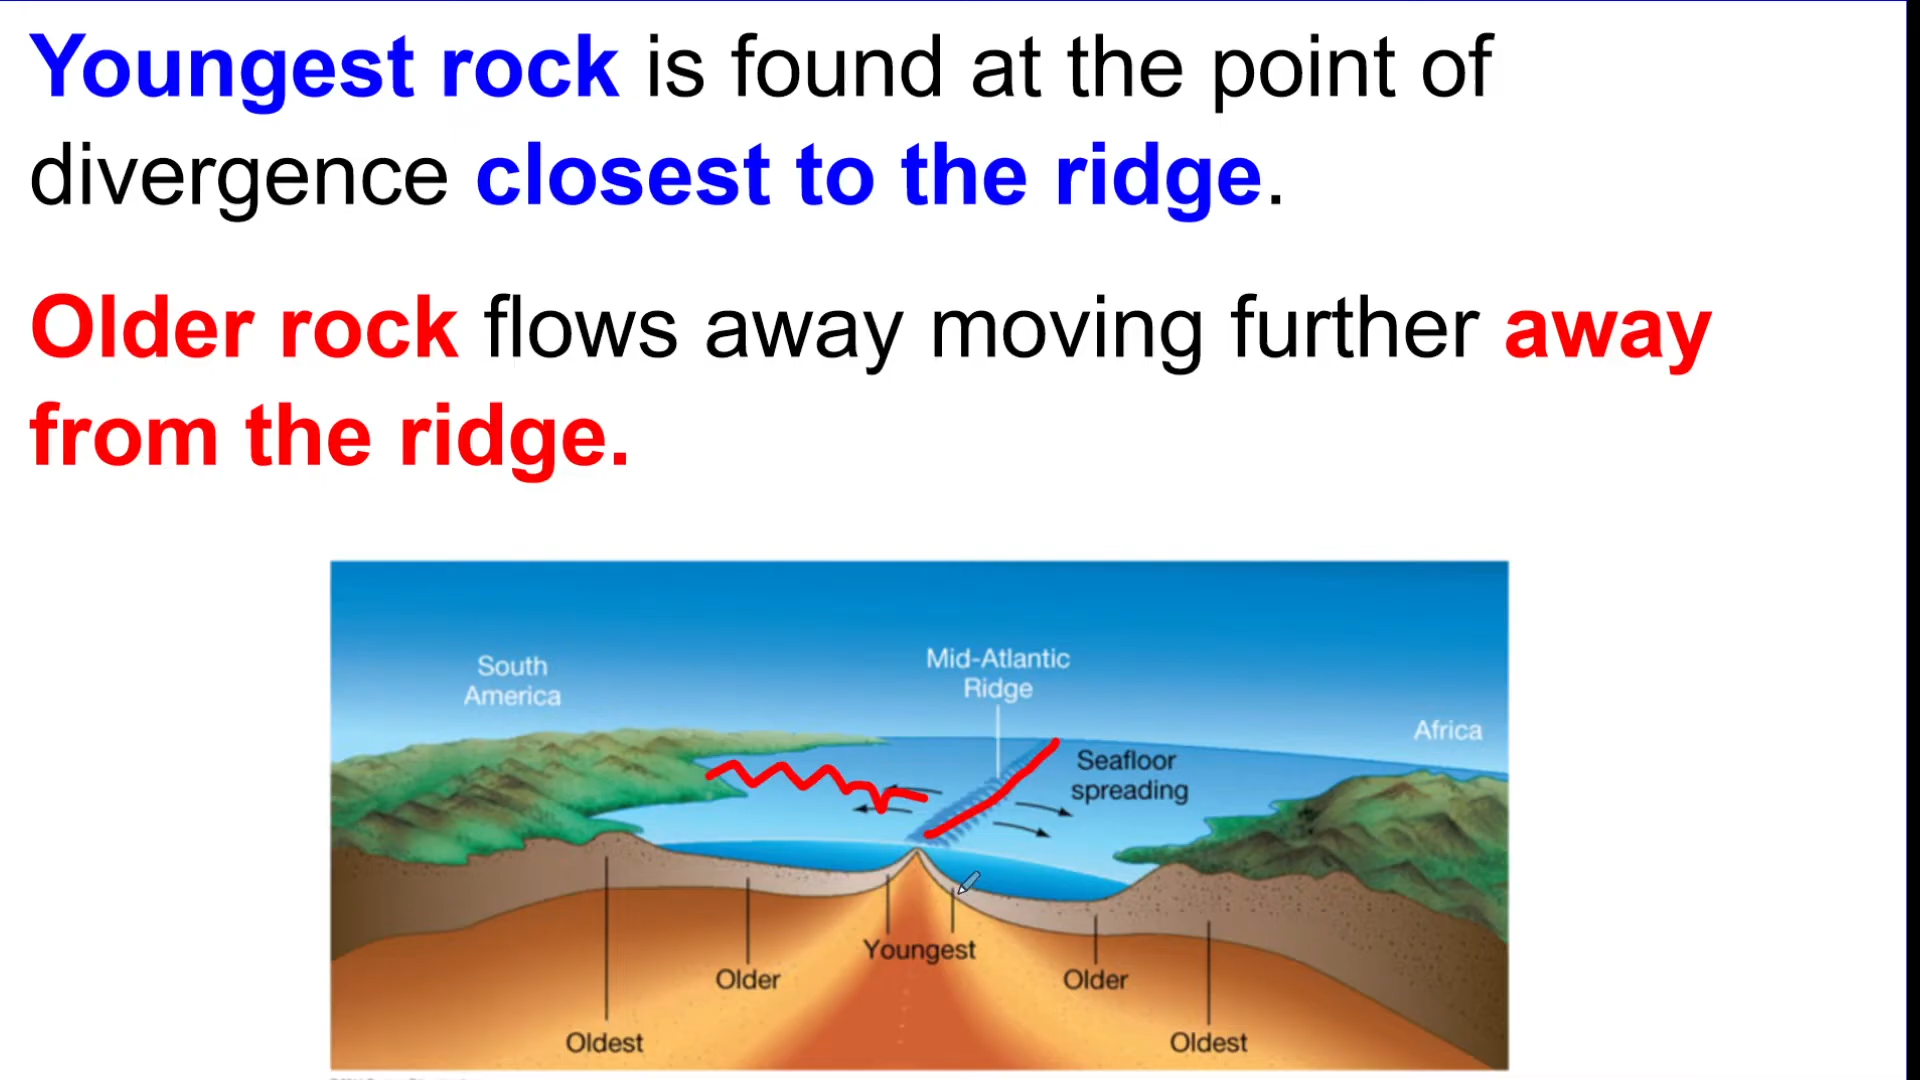 Youngest rock is found at the point of
divergence closest to the ridge.
Older rock flows away moving further away
from the ridge.
South
America
Mid-Atlantic
Ridge
Africa
Seafloor
spreading
Youngest
Older
Older
Oldest
Oldest